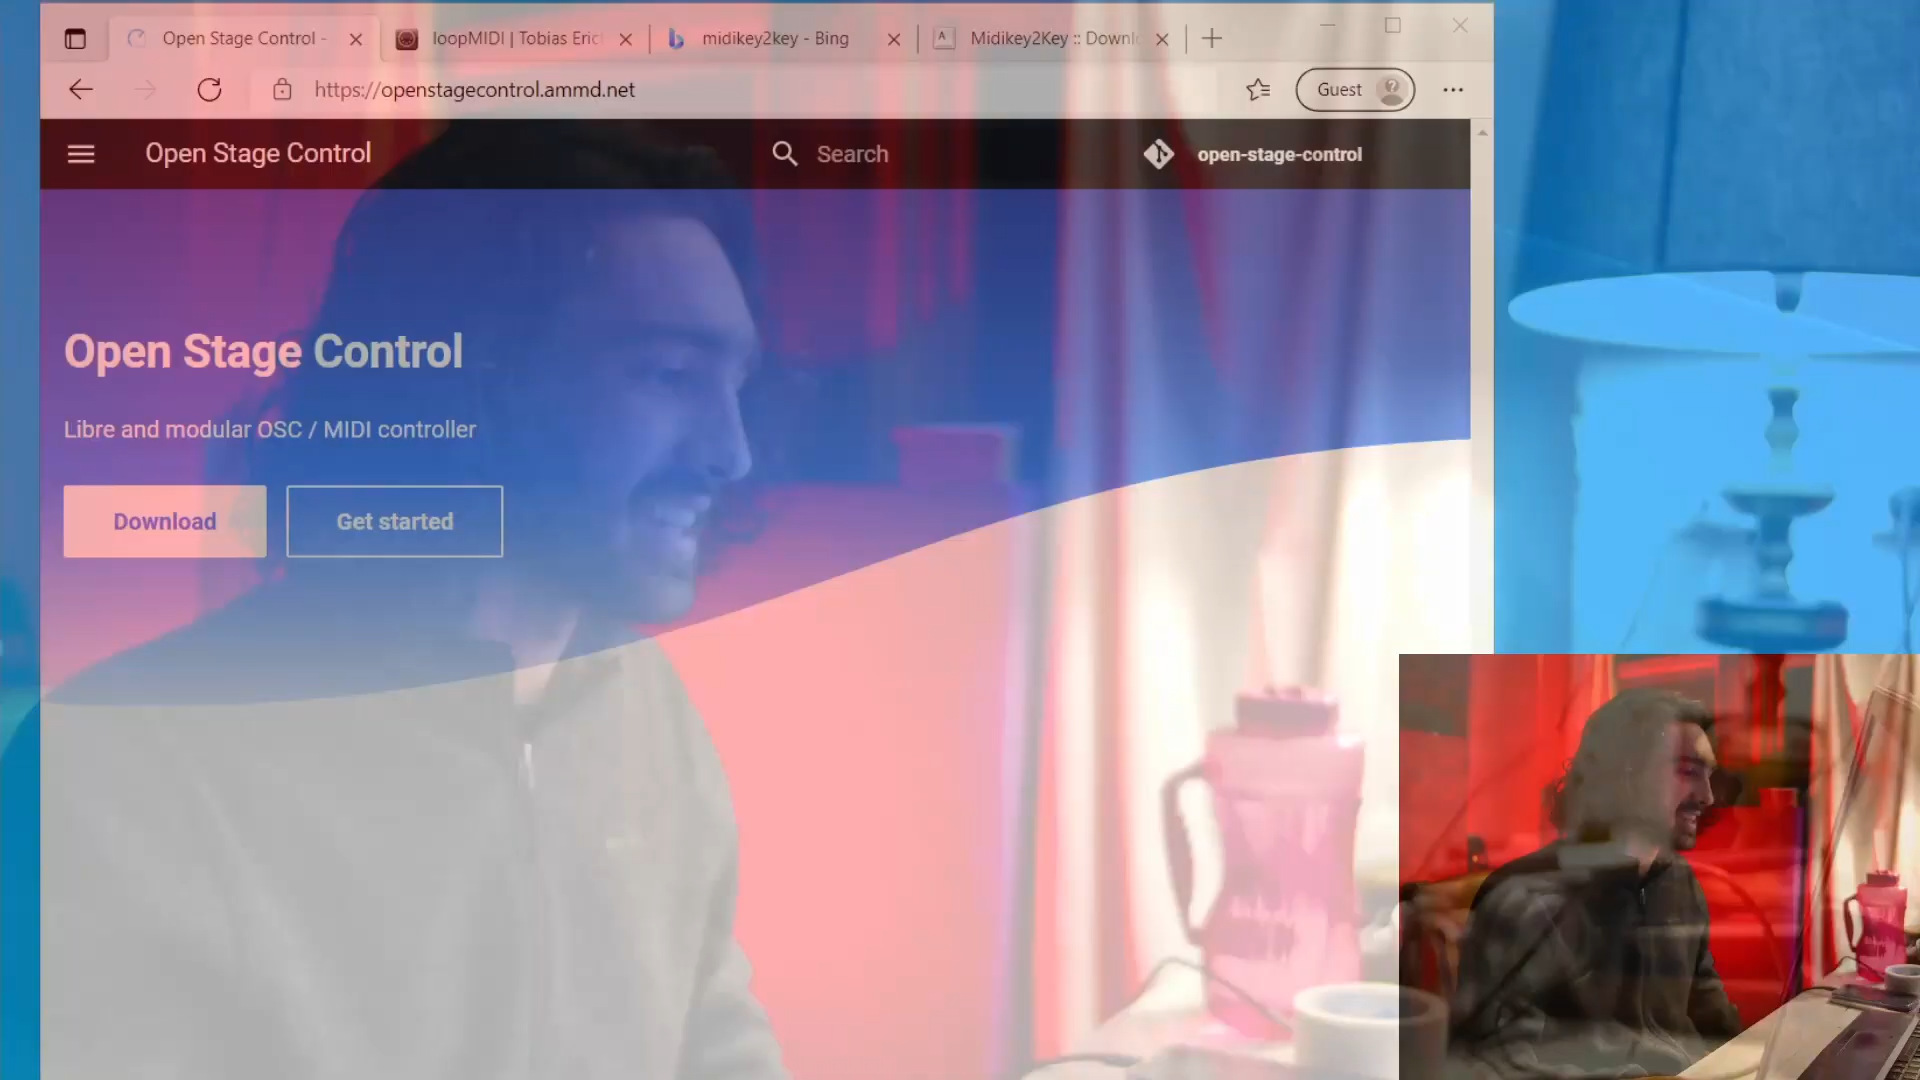 Open Stage Control -
loopMIDI | Tobias Eric
midikey2key - Bing
Midikey2Key :: Downl
https://openstagecontrol.ammd.net
Guest
Open Stage Control
Search
open-stage-control
Open Stage Control
Libre and modular OSC / MIDI controller
Download
Get started